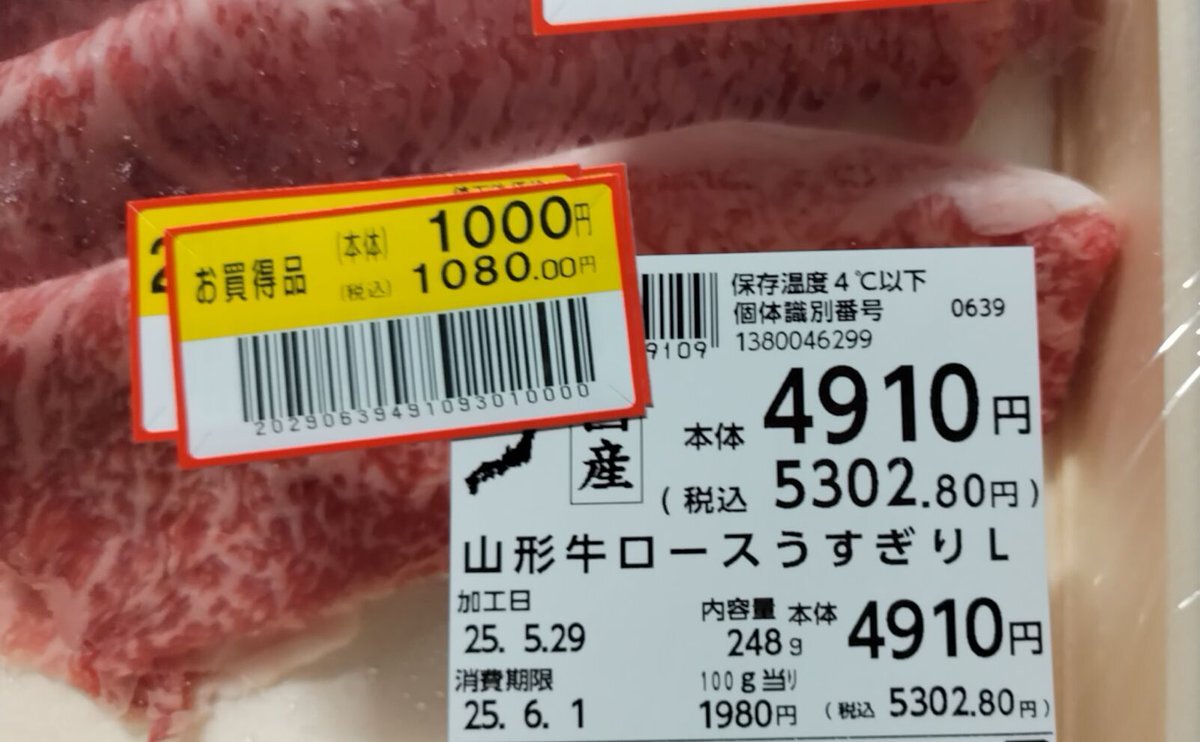 お買得品
(本体) 1000円
(税込) 1080.00円
20290639491093010000
9109
保存温度4℃以下
個体識別番号 0639
1380046299
本体 4910円
国産
(税込 5302.80円)
山形牛ロースうすぎりL
加工日
25. 5.29
内容量 本体 4910円
248g
消費期限
25. 6. 1
100g当り
1980円 (税込 5302.80円)